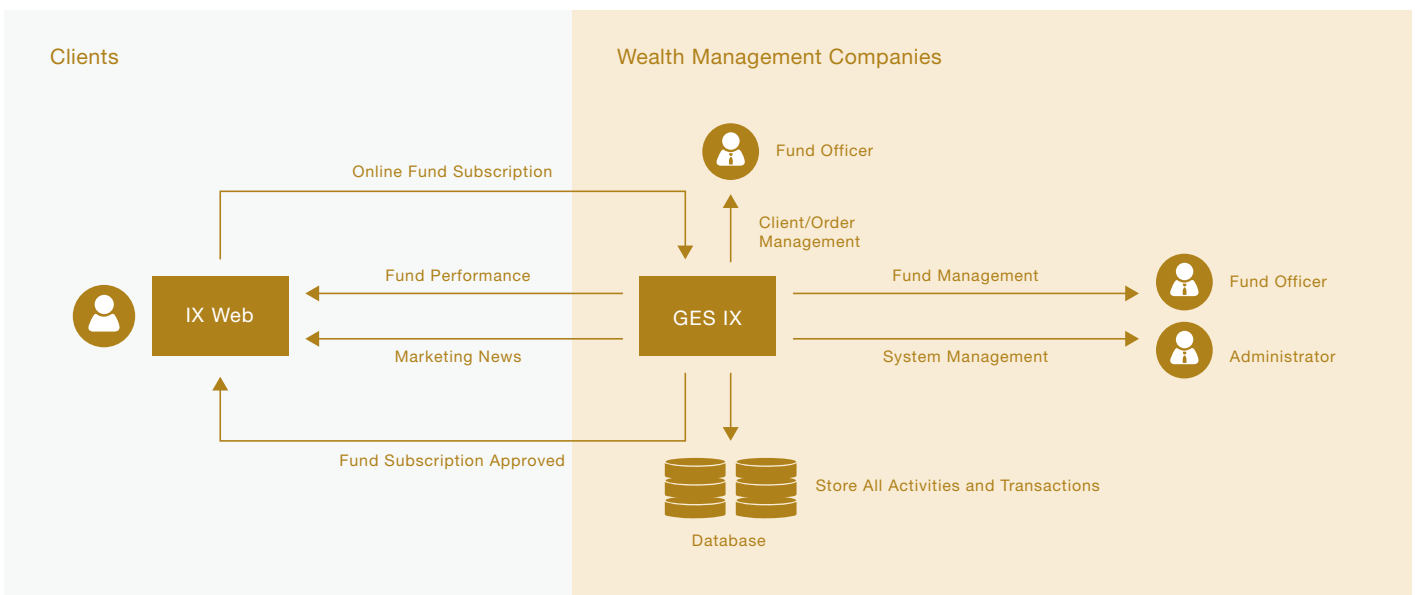 Clients
Wealth Management Companies
Fund Officer
Online Fund Subscription
Client/Order
Management
Fund Performance
Fund Management
Fund Officer
IX Web
GES IX
Marketing News
System Management
Administrator
Fund Subscription Approved
Store All Activities and Transactions
Database